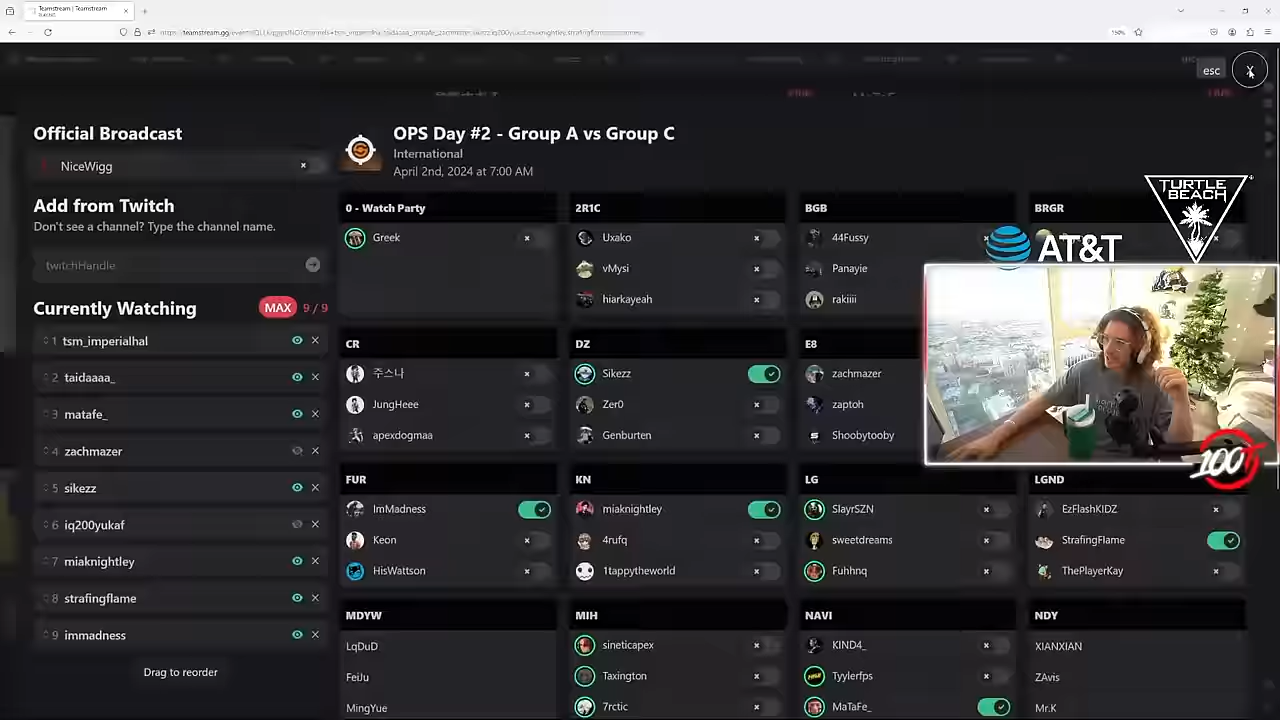 Teamstream | Teamstream
150%
esc
X
Official Broadcast
NiceWigg
Add from Twitch
Don't see a channel? Type the channel name.
twitchHandle
Currently Watching
MAX 9 / 9
1 tsm_imperialhal
2 taidaaaa_
3 matafe_
4 zachmazer
5 sikezz
6 iq200yukaf
7 miaknightley
8 strafingflame
9 immadness
Drag to reorder
OPS Day #2 - Group A vs Group C
International
April 2nd, 2024 at 7:00 AM
0 - Watch Party
Greek
2R1C
Uxako
vMysi
hiarkayeah
BGB
44Fussy
Panayie
rakiiii
BRGR
CR
주스나
JungHeee
apexdogmaa
DZ
Sikezz
Zer0
Genburten
E8
zachmazer
zaptoh
Shoobytooby
FUR
ImMadness
Keon
HisWattson
KN
miaknightley
4rufq
1tappytheworld
LG
SlayrSZN
sweetdreams
Fuhhnq
LGND
EzFlashKIDZ
StrafingFlame
ThePlayerKay
MDYW
LqDuD
FeiJu
MingYue
MIH
sineticapex
Taxington
7rctic
NAVI
KIND4_
Tyylerfps
MaTaFe_
NDY
XIANXIAN
ZAvis
Mr.K
TURTLE
BEACH
AT&T
100T